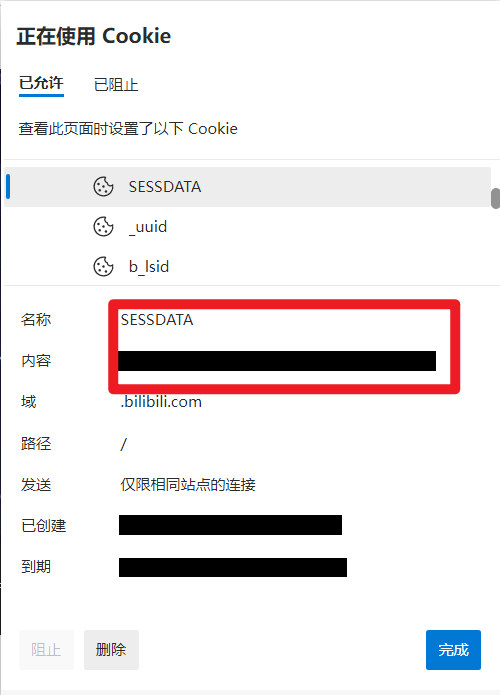 正在使用 Cookie
已允许 已阻止
查看此页面时设置了以下 Cookie
SESSDATA
_uuid
b_lsid
名称 SESSDATA
内容
域 .bilibili.com
路径 /
发送 仅限相同站点的连接
已创建
到期
阻止 删除 完成